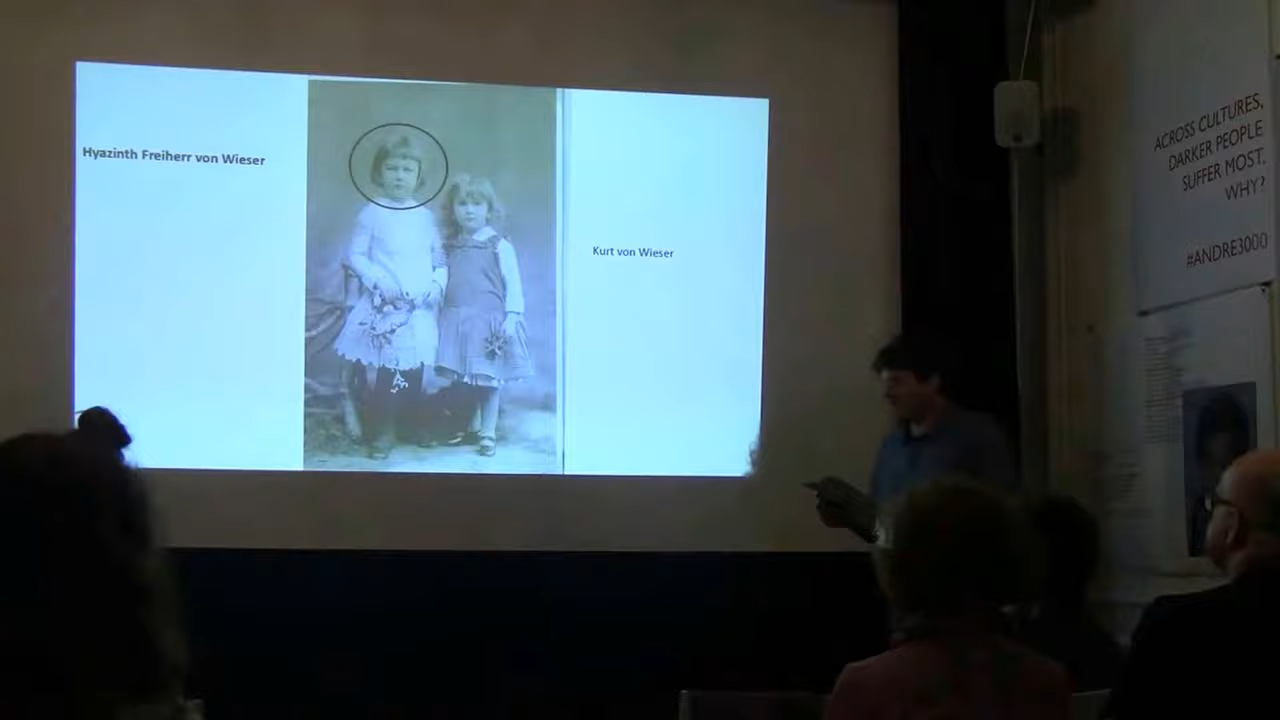 Hyazinth Freiherr von Wieser
Kurt von Wieser
ACROSS CULTURES,
DARKER PEOPLE
SUFFER MOST.
WHY?
#ANDRE3000